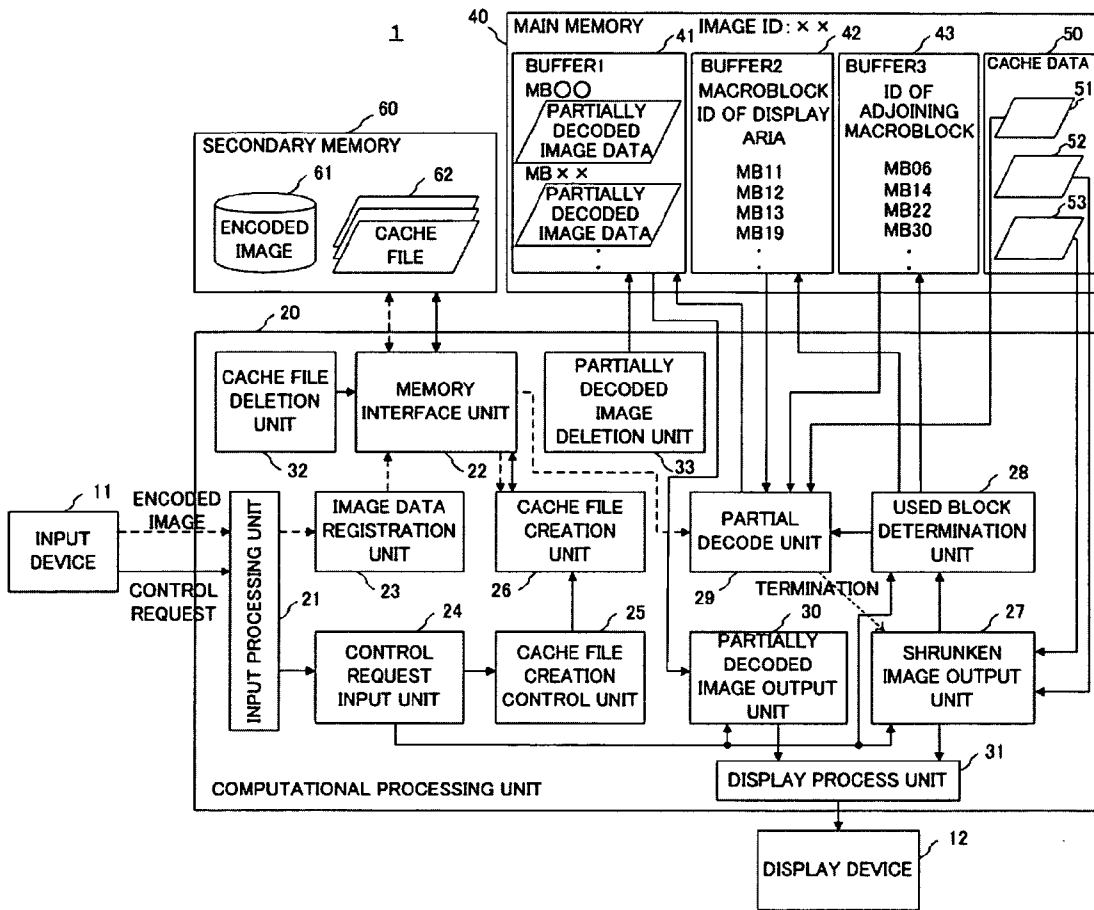 1
40
MAIN MEMORY
IMAGE ID: × ×
41
42
43
50
BUFFER1
MB○○
PARTIALLY
DECODED
IMAGE DATA
MB××
PARTIALLY
DECODED
IMAGE DATA
BUFFER2
MACROBLOCK
ID OF DISPLAY
ARIA
MB11
MB12
MB13
MB19
BUFFER3
ID OF
ADJOINING
MACROBLOCK
MB06
MB14
MB22
MB30
CACHE DATA
51
52
53
60
SECONDARY MEMORY
61
62
ENCODED
IMAGE
CACHE
FILE
20
CACHE FILE
DELETION
UNIT
32
MEMORY
INTERFACE UNIT
22
PARTIALLY
DECODED
IMAGE
DELETION UNIT
33
11
INPUT
DEVICE
ENCODED
IMAGE
CONTROL
REQUEST
INPUT PROCESSING UNIT
21
IMAGE DATA
REGISTRATION
UNIT
23
CACHE FILE
CREATION
UNIT
26
PARTIAL
DECODE UNIT
29
TERMINATION
28
USED BLOCK
DETERMINATION
UNIT
24
CONTROL
REQUEST
INPUT UNIT
25
CACHE FILE
CREATION
CONTROL UNIT
30
PARTIALLY
DECODED
IMAGE OUTPUT
UNIT
27
SHRUNKEN
IMAGE OUTPUT
UNIT
COMPUTATIONAL PROCESSING UNIT
DISPLAY PROCESS UNIT
31
DISPLAY DEVICE
12